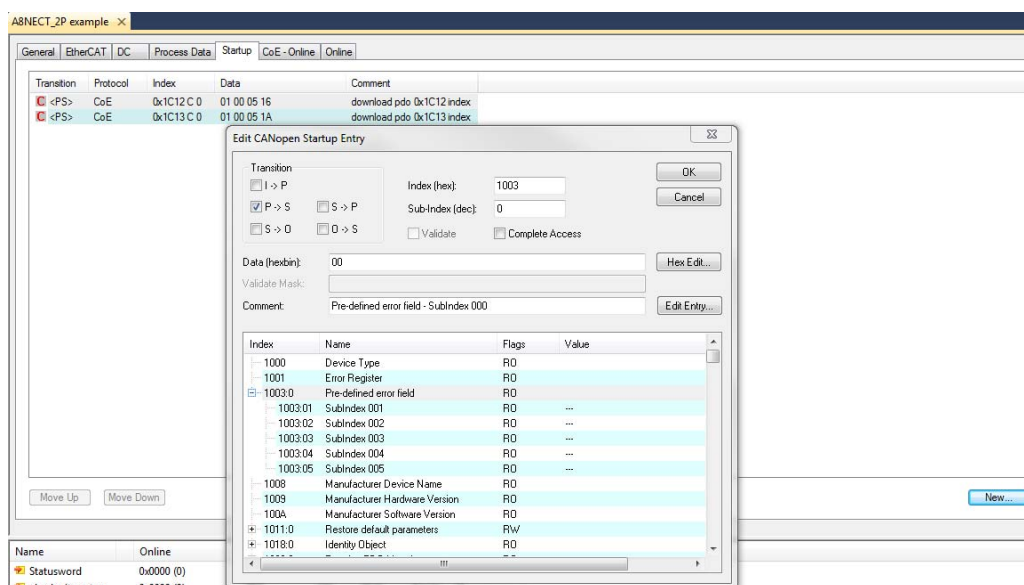 A8NECT_2P example
General EtherCAT DC Process Data Startup CoE - Online Online
Transition Protocol Index Data Comment
C <PS> CoE 0x1C12 C 0 01 00 05 16 download pdo 0x1C12 index
C <PS> CoE 0x1C13 C 0 01 00 05 1A download pdo 0x1C13 index
Edit CANopen Startup Entry
Transition
I -> P Index (hex): 1003 OK
P -> S S -> P Sub-Index (dec): 0 Cancel
S -> O O -> S Validate Complete Access
Data (hexbin): 00 Hex Edit...
Validate Mask:
Comment: Pre-defined error field - SubIndex 000 Edit Entry...
Index Name Flags Value
1000 Device Type RO
1001 Error Register RO
1003:0 Pre-defined error field RO
1003:01 SubIndex 001 RO ---
1003:02 SubIndex 002 RO ---
1003:03 SubIndex 003 RO ---
1003:04 SubIndex 004 RO ---
1003:05 SubIndex 005 RO ---
1008 Manufacturer Device Name RO
1009 Manufacturer Hardware Version RO
100A Manufacturer Software Version RO
1011:0 Restore default parameters RW
1018:0 Identity Object RO
Move Up Move Down New...
Name Online
Statusword 0x0000 (0)